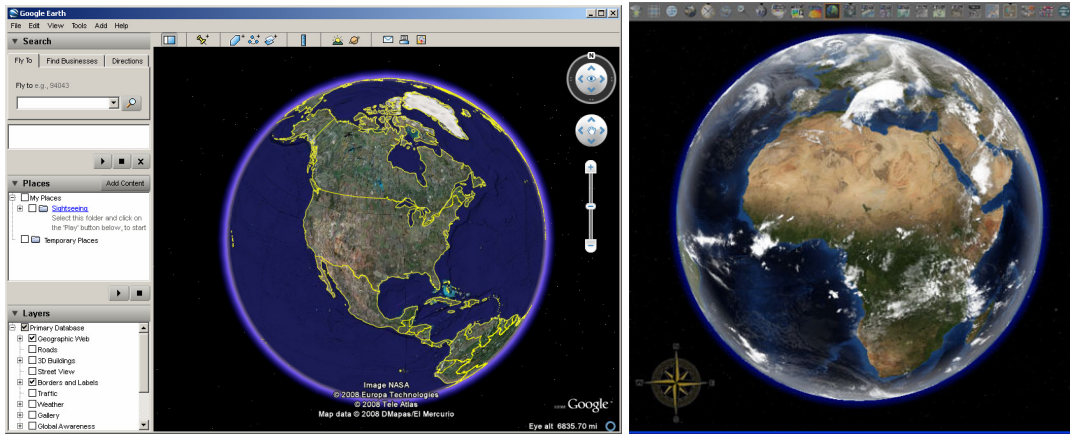 Google Earth
File Edit View Tools Add Help
Search
Fly To Find Businesses Directions
Fly to e.g., 94043
Places Add Content
My Places
Sightseeing
Select this folder and click on
the 'Play' button below, to start
Temporary Places
Layers
Primary Database
Geographic Web
Roads
3D Buildings
Street View
Borders and Labels
Traffic
Weather
Gallery
Global Awareness
N
Image NASA
© 2008 Europa Technologies
© 2008 Tele Atlas
Map data © 2008 DMapas/El Mercurio
Google
Eye alt 6835.70 mi